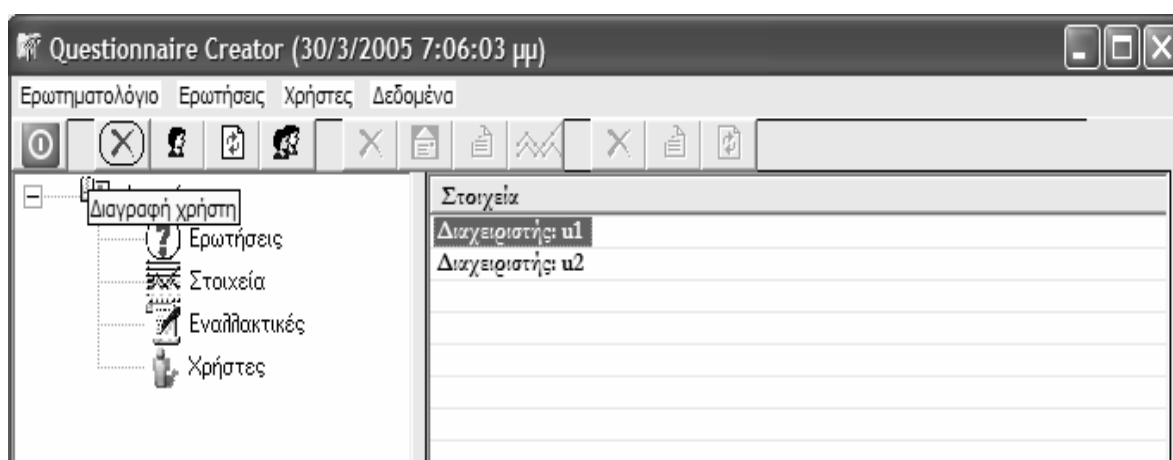 Questionnaire Creator (30/3/2005 7:06:03 μμ)
Ερωτηματολόγιο Ερωτήσεις Χρήστες Δεδομένα
Διαγραφή χρήστη
Ερωτήσεις
Στοιχεία
Εναλλακτικές
Χρήστες
Στοιχεία
Διαχειριστής: u1
Διαχειριστής: u2